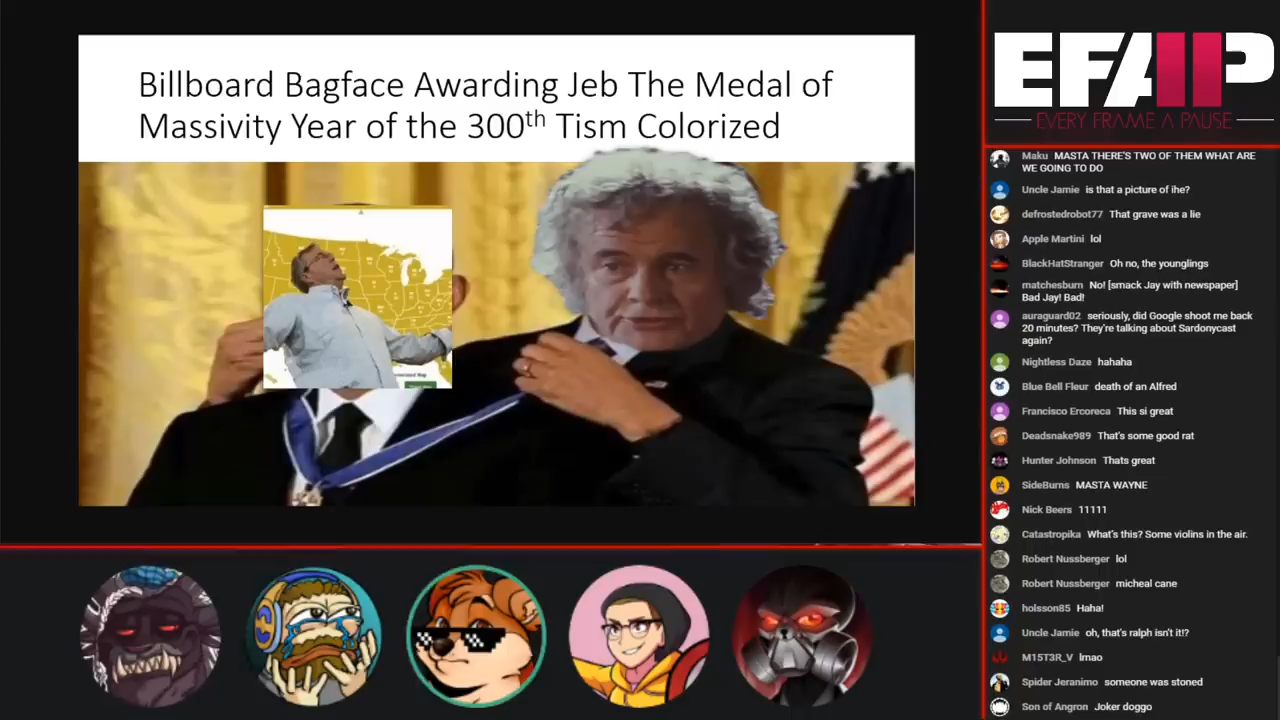 Billboard Bagface Awarding Jeb The Medal of
Massivity Year of the 300th Tism Colorized
EFAP
EVERY FRAME A PAUSE
Maku MASTA THERE'S TWO OF THEM WHAT ARE
WE GOING TO DO
Uncle Jamie is that a picture of ihe?
defrostedrobot77 That grave was a lie
Apple Martini lol
BlackHatStranger Oh no, the younglings
matchesburn No! [smack Jay with newspaper]
Bad Jay! Bad!
auraguard02 seriously, did Google shoot me back
20 minutes? They're talking about Sardonycast
again?
Nightless Daze hahaha
Blue Bell Fleur death of an Alfred
Francisco Ercoreca This si great
Deadsnake989 That's some good rat
Hunter Johnson Thats great
SideBurns MASTA WAYNE
Nick Beers 11111
Catastropika What's this? Some violins in the air.
Robert Nussberger lol
Robert Nussberger micheal cane
holsson85 Haha!
Uncle Jamie oh, that's ralph isn't it!?
M15T3R_V lmao
Spider Jeranimo someone was stoned
Son of Angron Joker doggo